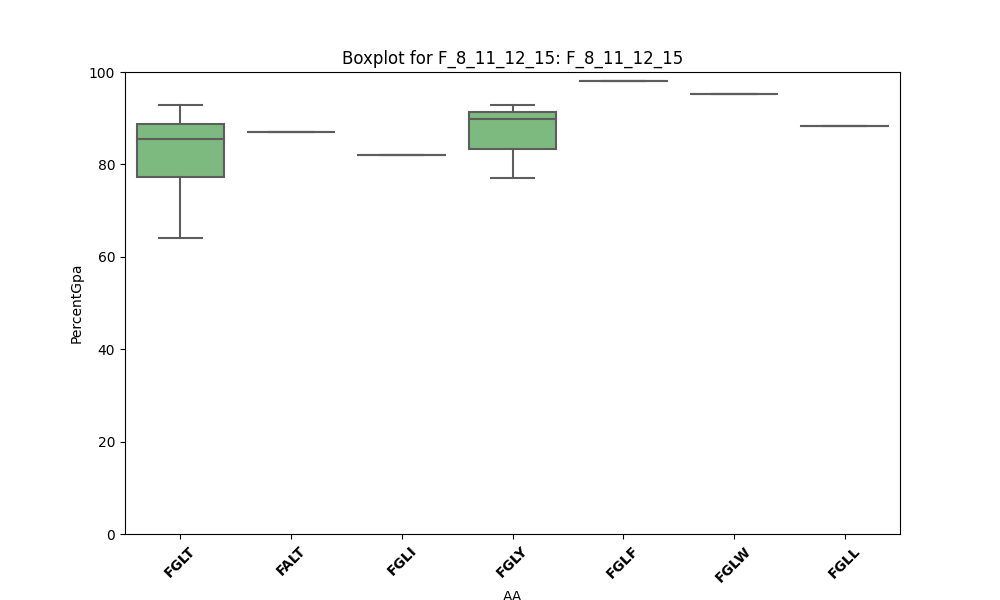 Boxplot for F_8_11_12_15: F_8_11_12_15
100
80
60
40
20
0
PercentGpa
FGLT
FALT
FGLI
FGLY
FGLF
FGLW
FGLL
AA